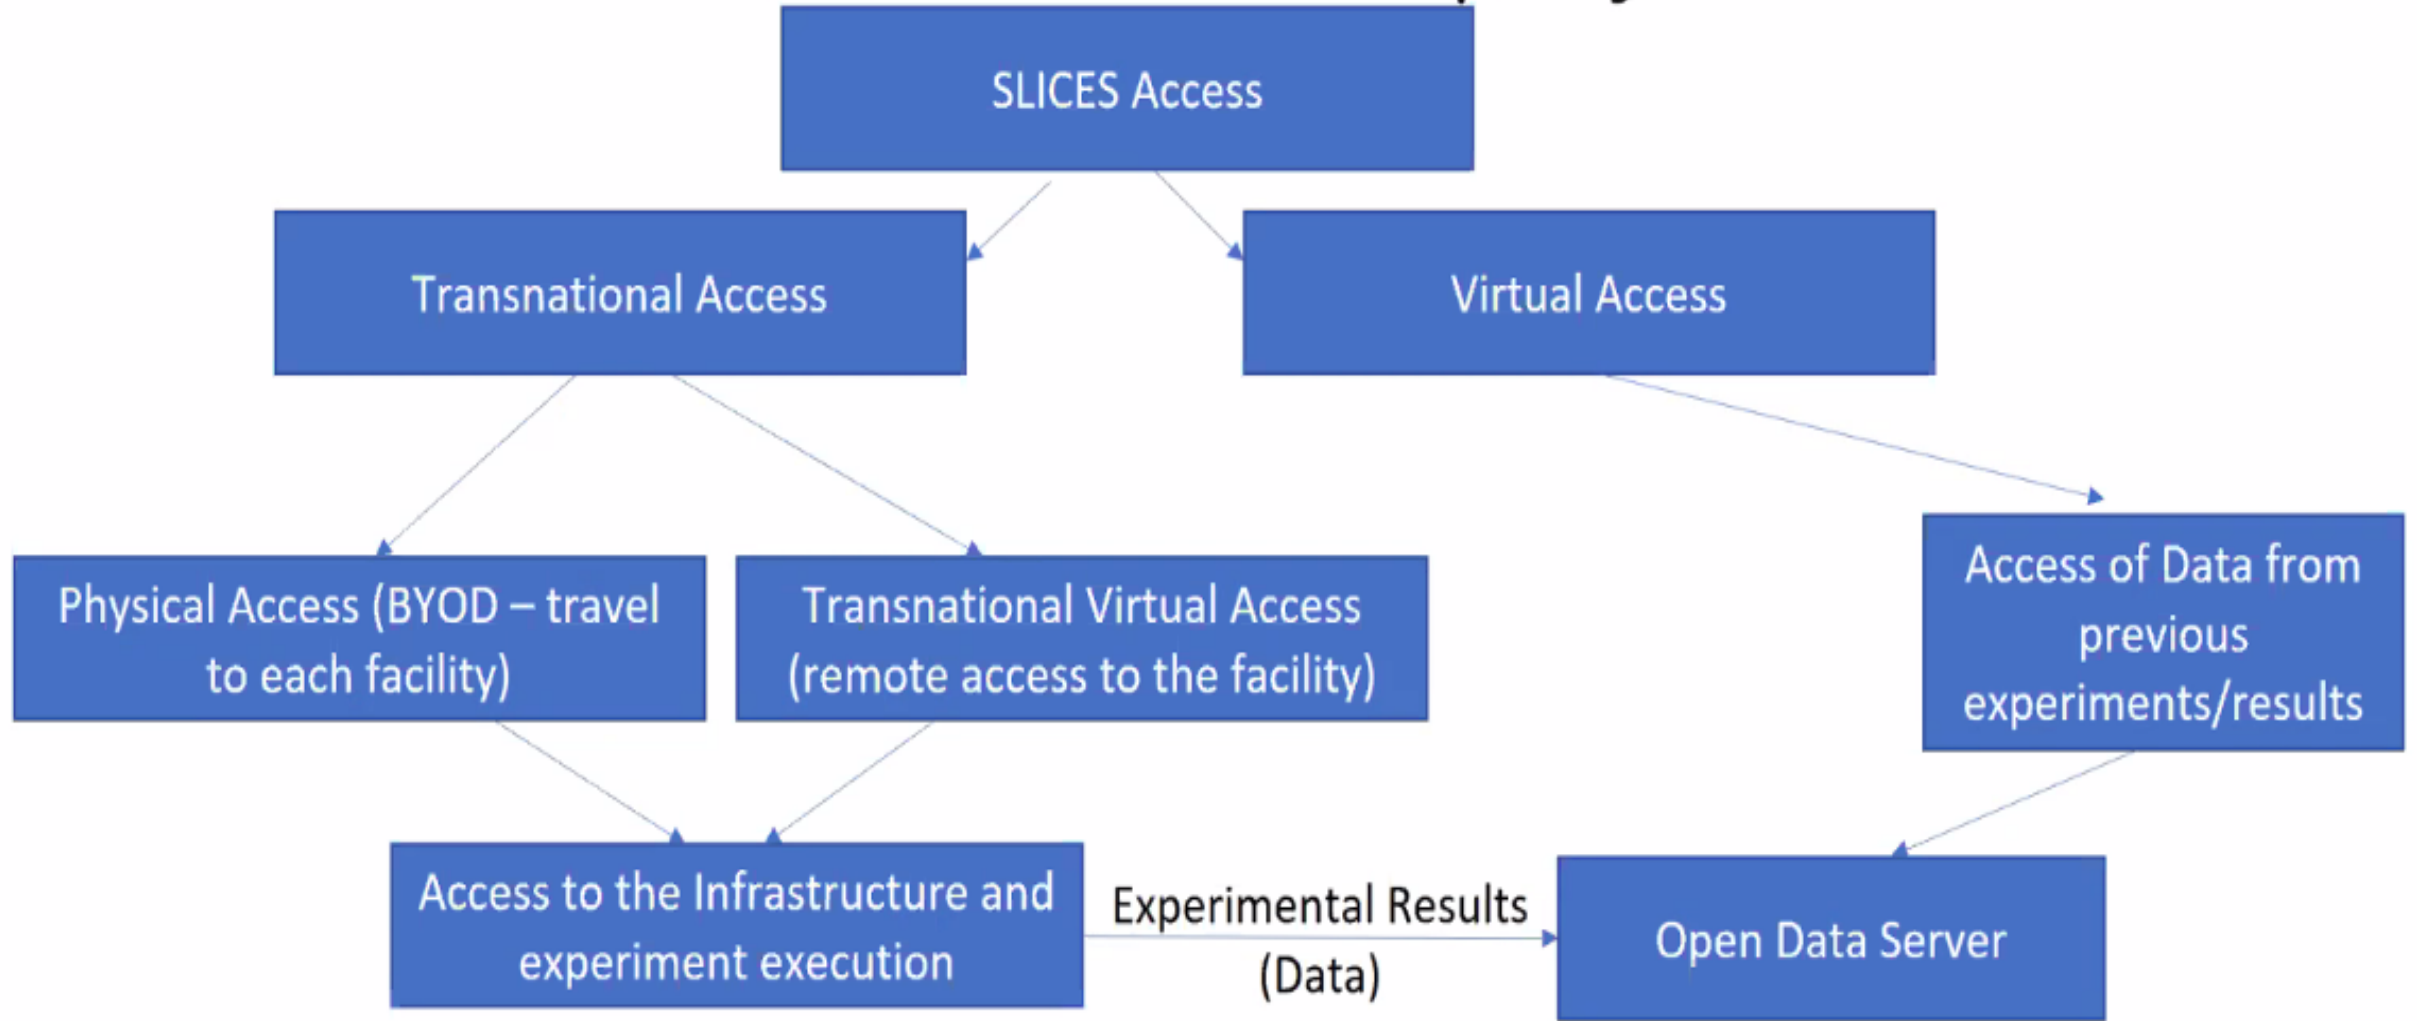 SLICES Access
Transnational Access
Virtual Access
Physical Access (BYOD – travel
to each facility)
Transnational Virtual Access
(remote access to the facility)
Access of Data from
previous
experiments/results
Access to the Infrastructure and
experiment execution
Experimental Results
(Data)
Open Data Server